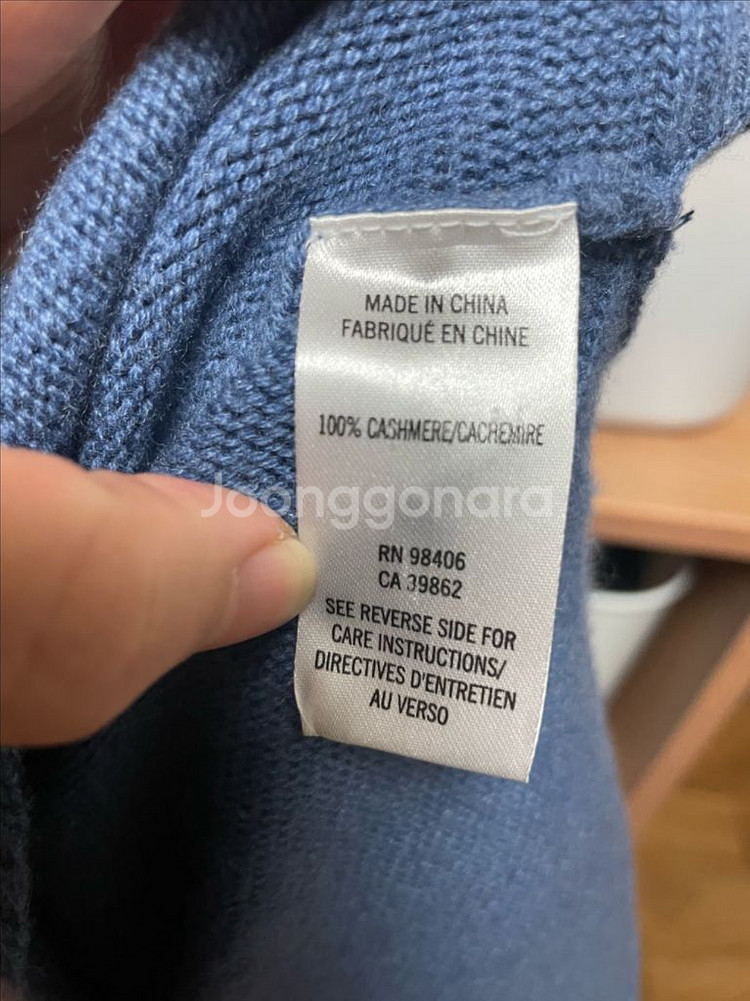 MADE IN CHINA
FABRIQUÉ EN CHINE
100% CASHMERE/CACHEMIRE
Joonggonara
RN 98406
CA 39862
SEE REVERSE SIDE FOR
CARE INSTRUCTIONS/
DIRECTIVES D'ENTRETIEN
AU VERSO